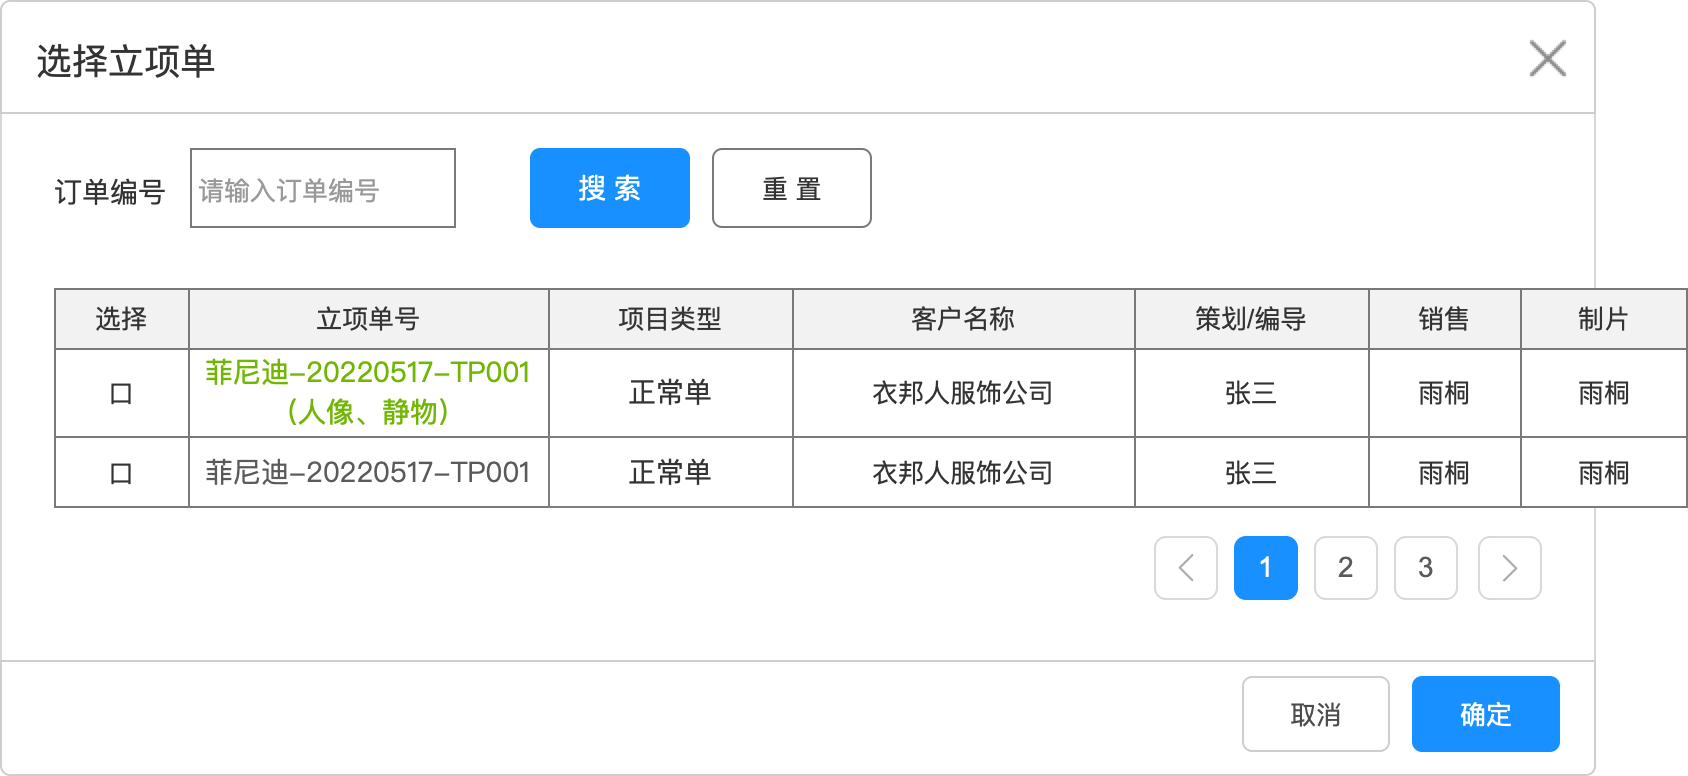 选择立项单
订单编号 请输入订单编号 搜 索 重 置
选择 立项单号 项目类型 客户名称 策划/编导 销售 制片
口 菲尼迪-20220517-TP001 正常单 衣邦人服饰公司 张三 雨桐 雨桐
(人像、静物)
口 菲尼迪-20220517-TP001 正常单 衣邦人服饰公司 张三 雨桐 雨桐
1 2 3
取消 确定